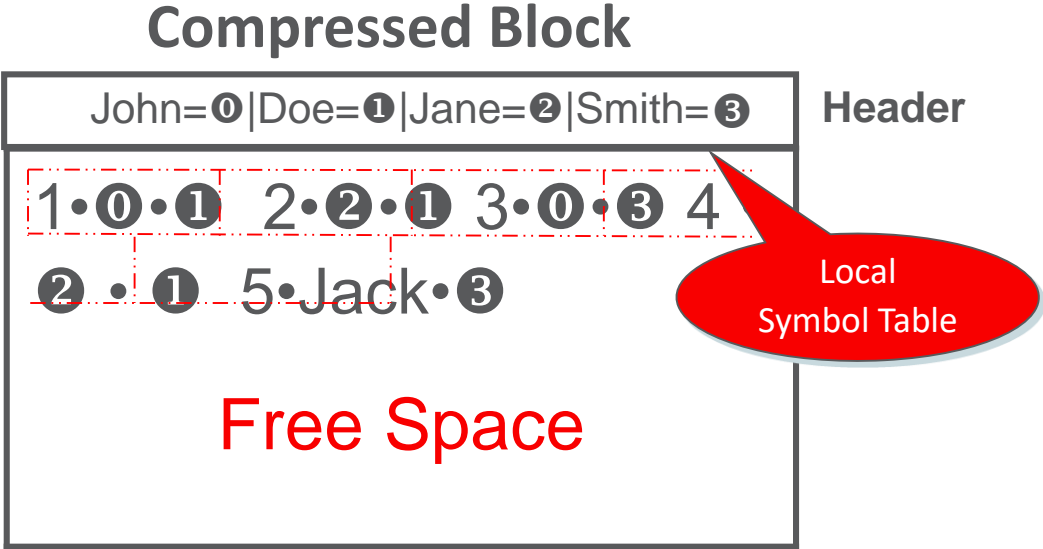 Compressed Block
John=⓿|Doe=❶|Jane=❷|Smith=❸
Header
1•⓿•❶ 2•❷•❶ 3•⓿•❸ 4
❷ • ❶ 5•Jack•❸
Local
Symbol Table
Free Space